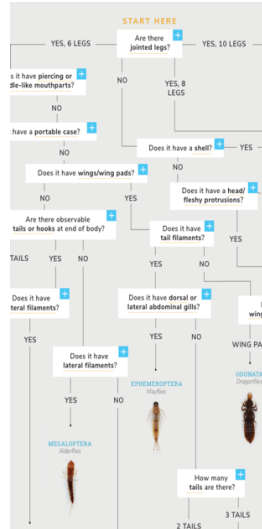 START HERE
Are there
jointed legs?
YES, 6 LEGS
YES, 10 LEGS
NO
YES, 8
LEGS
s it have piercing or
dle-like mouthparts?
NO
have a portable case?
NO
Does it have a shell?
YES
NO
Does it have wings/wing pads?
NO
YES
Does it have a head/
fleshy protrusions?
YES
Are there observable
tails or hooks at end of body?
TAILS
YES
NO
Does it have
tail filaments?
YES
NO
Does it have
teral filaments?
YES
Does it have dorsal or
lateral abdominal gills?
YES
NO
wing
WING PA
Does it have
lateral filaments?
YES
NO
EPHEMEROPTERA
Mayflies
ODONATA
Dragonflies
MEGALOPTERA
Alderflies
How many
tails are there?
2 TAILS
3 TAILS